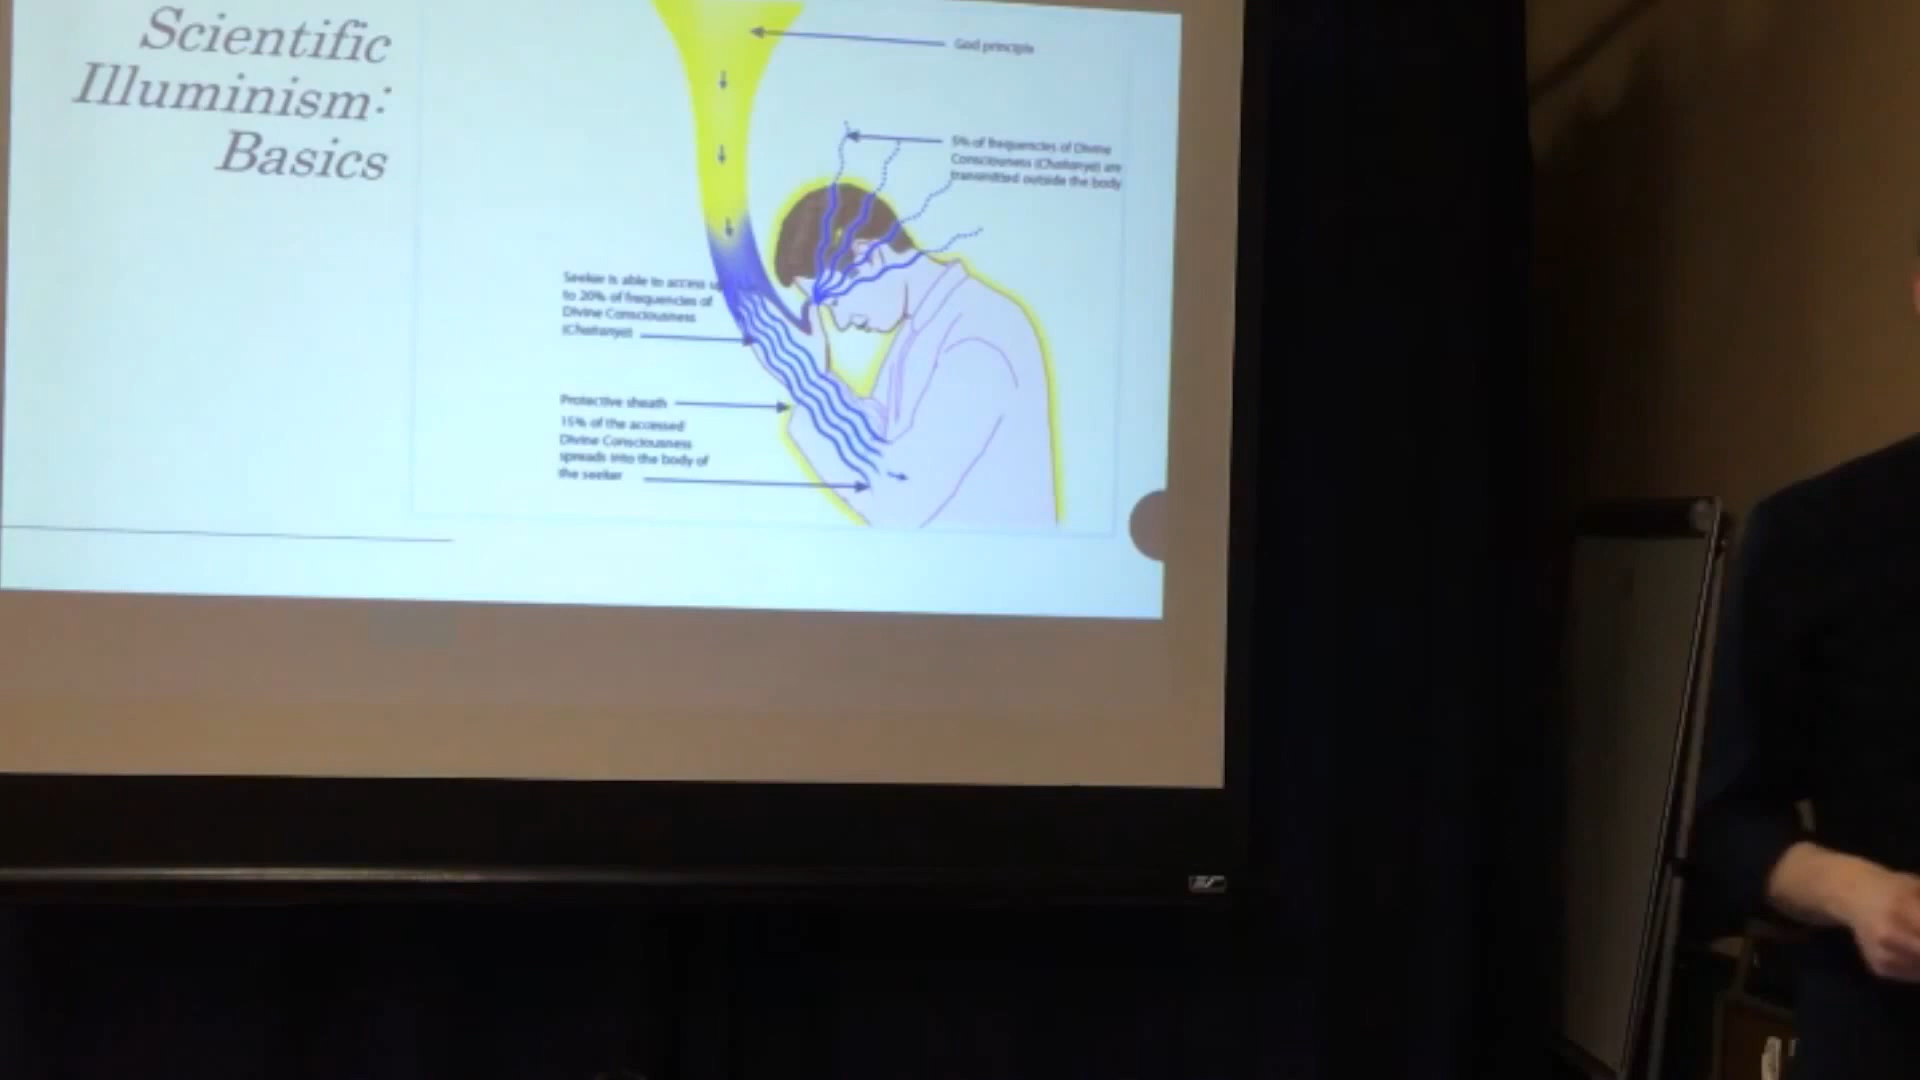 Scientific
Illuminism:
Basics
God principle
5% of frequencies of Divine
Consciousness (Chaitanya) are
transmitted outside the body
Seeker is able to access u
to 20% of frequencies of
Divine Consciousness
(Chaitanya)
Protective sheath
15% of the accessed
Divine Consciousness
spreads into the body of
the seeker